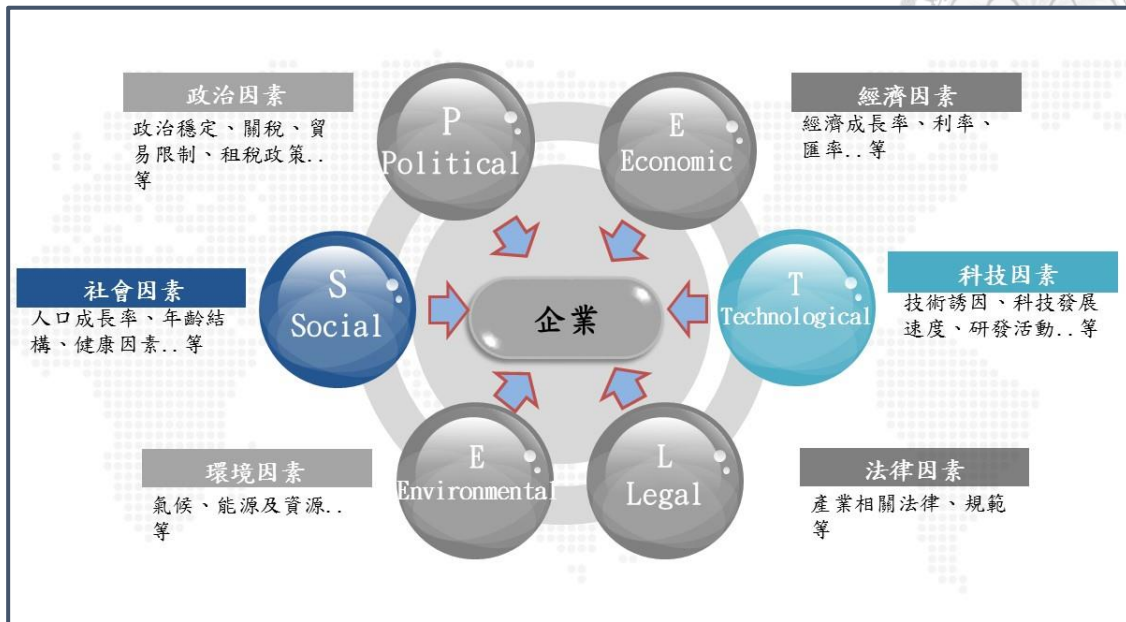 政治因素
政治穩定、關稅、貿
易限制、租稅政策..
等
P
Political
E
Economic
經濟因素
經濟成長率、利率、
匯率..等
社會因素
人口成長率、年齡結
構、健康因素..等
S
Social
企業
T
Technological
科技因素
技術誘因、科技發展
速度、研發活動..等
環境因素
氣候、能源及資源..
等
E
Environmental
L
Legal
法律因素
產業相關法律、規範
等